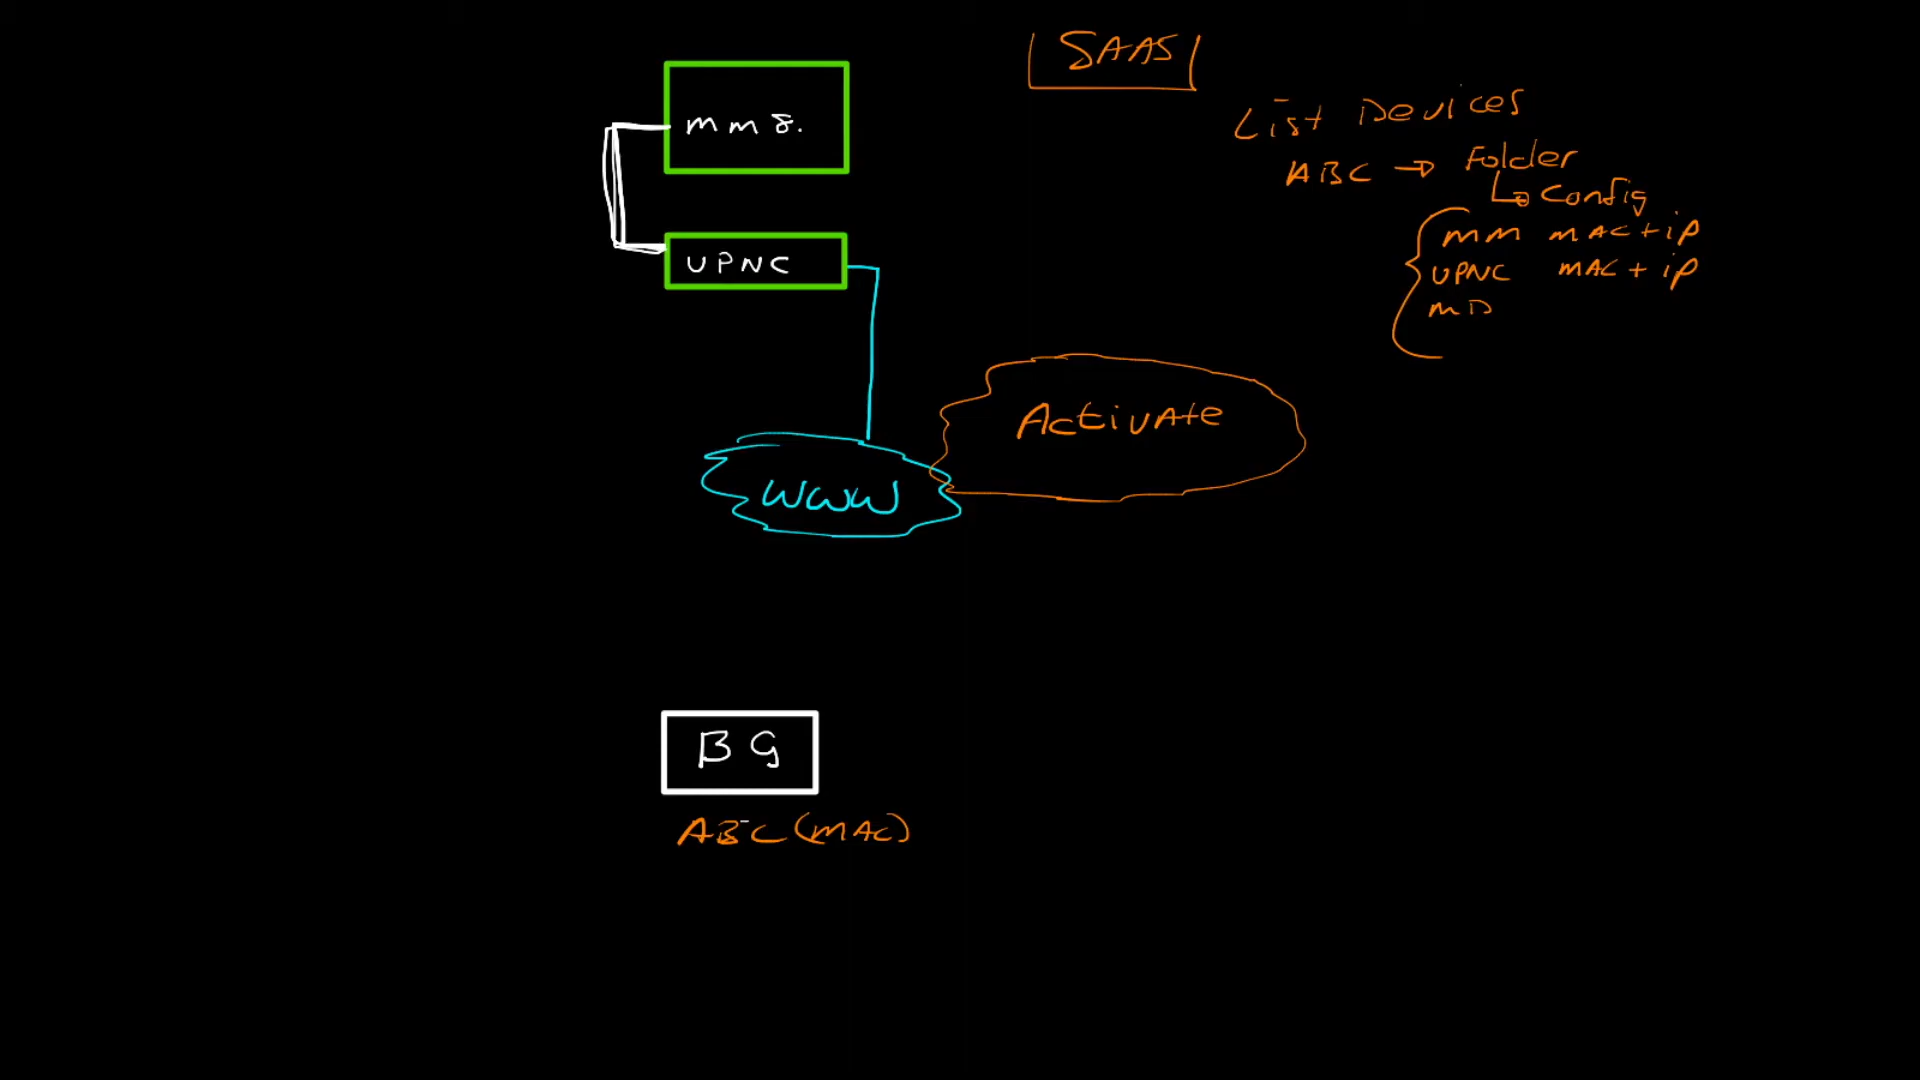 SAAS
mm8.
List Devices
ABC → Folder
↳ Config
mm MAC + ip
UPNC MAC + ip
MD
UPNC
Activate
WWW
BG
ABC (MAC)